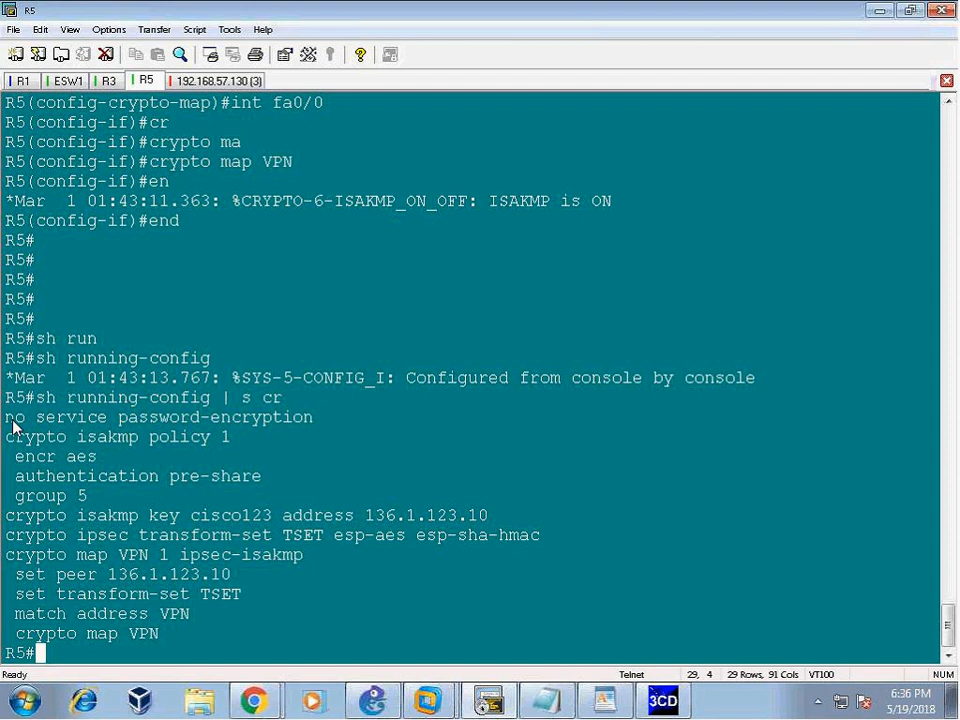 R5
File Edit View Options Transfer Script Tools Help
R1 ESW1 R3 R5 192.168.57.130 (3)
R5(config-crypto-map)#int fa0/0
R5(config-if)#cr
R5(config-if)#crypto ma
R5(config-if)#crypto map VPN
R5(config-if)#en
*Mar  1 01:43:11.363: %CRYPTO-6-ISAKMP_ON_OFF: ISAKMP is ON
R5(config-if)#end
R5#
R5#
R5#
R5#
R5#
R5#sh run
R5#sh running-config
*Mar  1 01:43:13.767: %SYS-5-CONFIG_I: Configured from console by console
R5#sh running-config | s cr
no service password-encryption
crypto isakmp policy 1
 encr aes
 authentication pre-share
 group 5
crypto isakmp key cisco123 address 136.1.123.10
crypto ipsec transform-set TSET esp-aes esp-sha-hmac
crypto map VPN 1 ipsec-isakmp
 set peer 136.1.123.10
 set transform-set TSET
 match address VPN
 crypto map VPN
R5#
Ready Telnet 29, 4 29 Rows, 91 Cols VT100 NUM
3CD
6:36 PM
5/19/2018